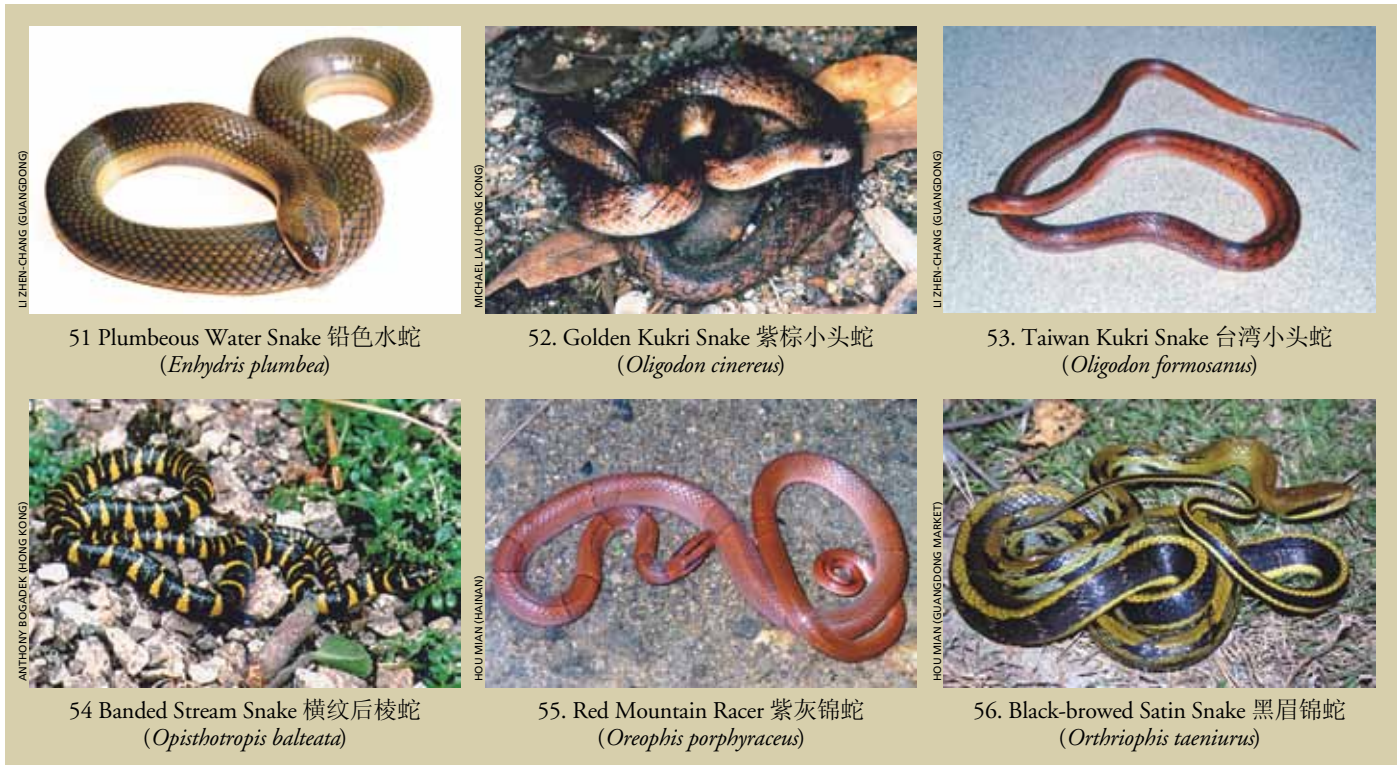 LI ZHEN-CHANG (GUANGDONG)
51 Plumbeous Water Snake 铅色水蛇
(Enhydris plumbea)
MICHAEL LAU (HONG KONG)
52. Golden Kukri Snake 紫棕小头蛇
(Oligodon cinereus)
LI ZHEN-CHANG (GUANGDONG)
53. Taiwan Kukri Snake 台湾小头蛇
(Oligodon formosanus)
ANTHONY BOGADEK (HONG KONG)
54 Banded Stream Snake 横纹后棱蛇
(Opisthotropis balteata)
HOU MIAN (HAINAN)
55. Red Mountain Racer 紫灰锦蛇
(Oreophis porphyraceus)
HOU MIAN (GUANGDONG MARKET)
56. Black-browed Satin Snake 黑眉锦蛇
(Orthriophis taeniurus)